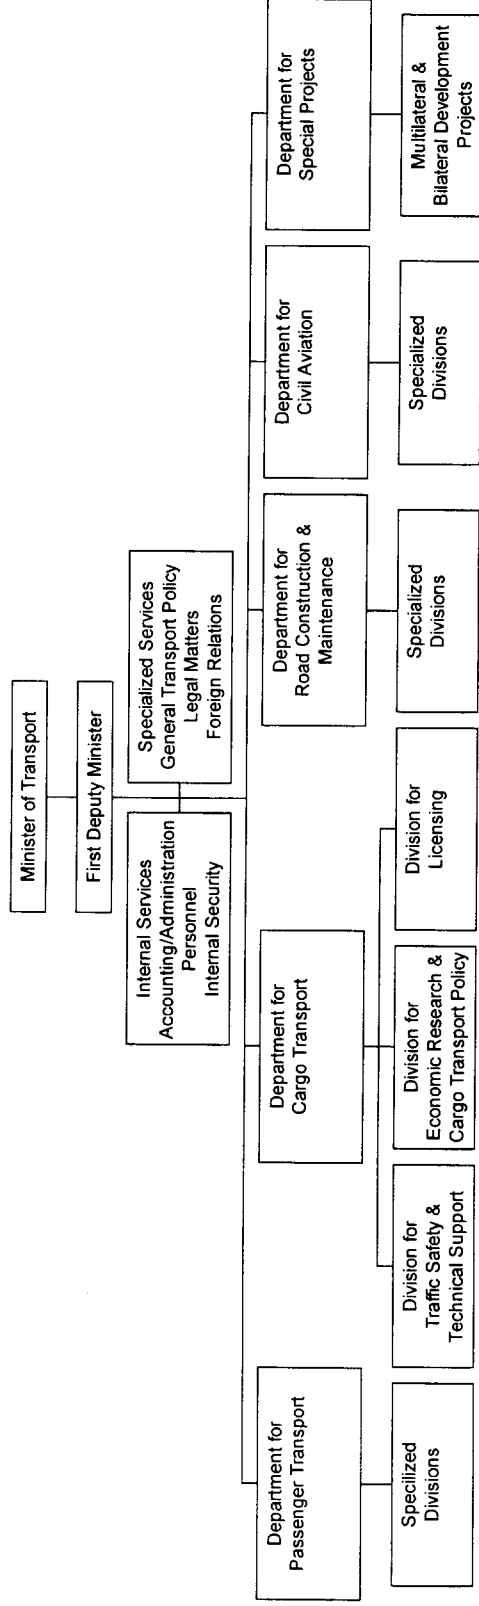 Minister of Transport
First Deputy Minister
Internal Services
Accounting/Administration
Personnel
Internal Security
Specialized Services
General Transport Policy
Legal Matters
Foreign Relations
Department for
Passenger Transport
Department for
Cargo Transport
Department for
Road Construction &
Maintenance
Department for
Civil Aviation
Department for
Special Projects
Specilized
Divisions
Division for
Traffic Safety &
Technical Support
Division for
Economic Research &
Cargo Transport Policy
Division for
Licensing
Specialized
Divisions
Specialized
Divisions
Multilateral &
Bilateral Development
Projects